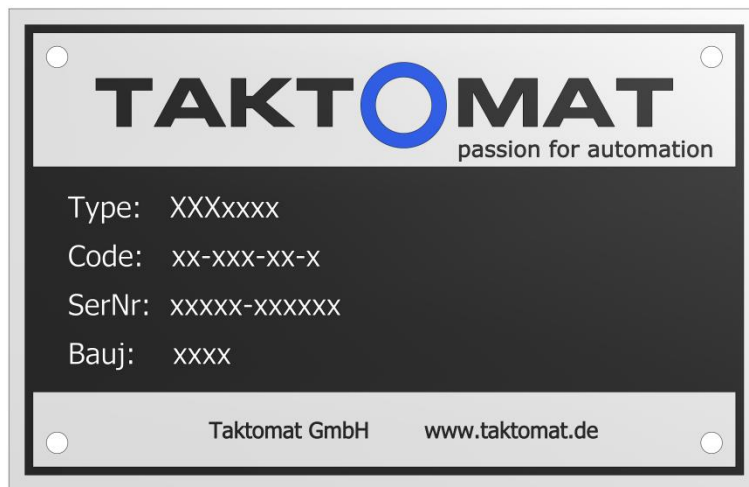 TAKTOMAT
passion for automation
Type: XXXxxxx
Code: xx-xxx-xx-x
SerNr: xxxxx-xxxxxx
Bauj: xxxx
Taktomat GmbH www.taktomat.de